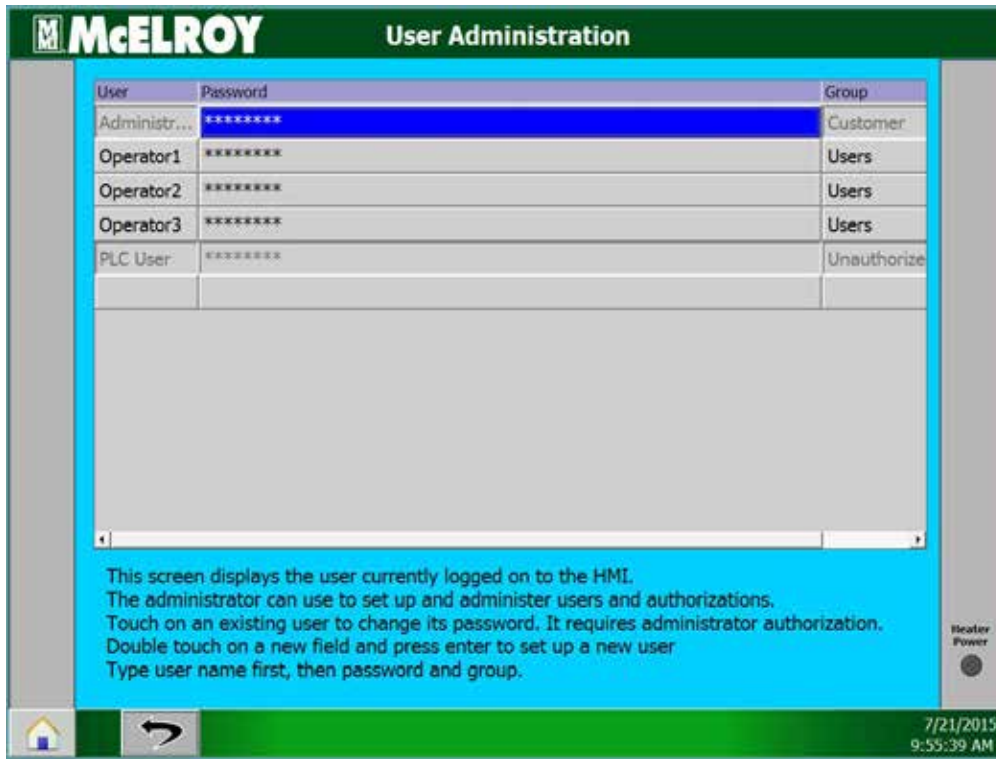 McELROY
User Administration
User Password Group
Administr... ******** Customer
Operator1 ******** Users
Operator2 ******** Users
Operator3 ******** Users
PLC User ******** Unauthorize
This screen displays the user currently logged on to the HMI.
The administrator can use to set up and administer users and authorizations.
Touch on an existing user to change its password. It requires administrator authorization.
Double touch on a new field and press enter to set up a new user
Type user name first, then password and group.
Heater
Power
7/21/2015
9:55:39 AM